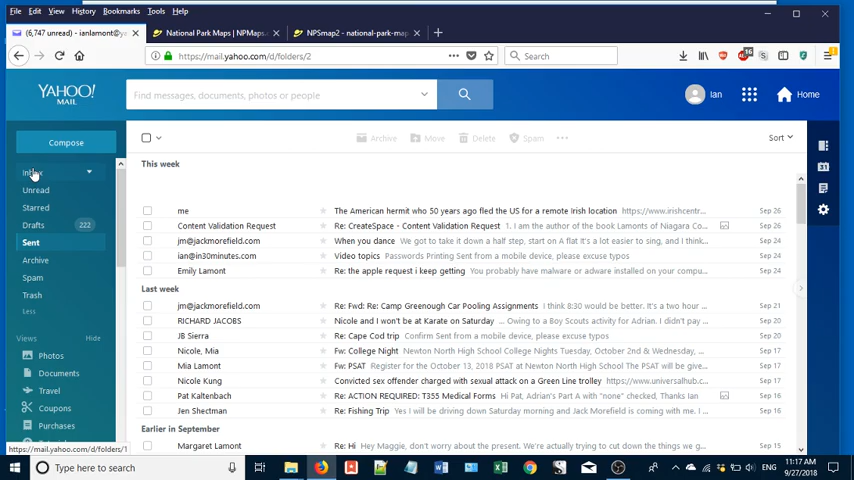 File Edit View History Bookmarks Tools Help
(6,747 unread) - ianlamont@ya
National Park Maps | NPMaps.c
NPSmap2 - national-park-ma
https://mail.yahoo.com/d/folders/2
Search
16
YAHOO!
MAIL
Find messages, documents, photos or people
Ian
Home
Compose
Archive Move Delete Spam
Sort
Inbox
This week
Unread
Starred
me The American hermit who 50 years ago fled the US for a remote Irish location https://www.irishcentr... Sep 26
Drafts 222
Content Validation Request Re: CreateSpace - Content Validation Request 1. I am the author of the book Lamonts of Niagara Co... Sep 26
Sent
jm@jackmorefield.com When you dance We got to take it down a half step, start on A flat it's a lot easier to sing, and I think... Sep 24
ian@in30minutes.com Video topics Passwords Printing Sent from a mobile device, please excuse typos Sep 24
Archive
Emily Lamont Re: the apple request i keep getting You probably have malware or adware installed on your compu... Sep 24
Spam
Last week
Trash
jm@jackmorefield.com Re: Fwd: Re: Camp Greenough Car Pooling Assignments I think 8:30 would be better. It's a two hour ... Sep 21
Less
RICHARD JACOBS Nicole and I won't be at Karate on Saturday ... Owing to a Boy Scouts activity for Adrian. I didn't pay ... Sep 20
Views Hide
JB Sierra Re: Cape Cod trip Confirm Sent from a mobile device, please excuse typos Sep 20
Photos
Nicole, Mia Fw: College Night Newton North High School College Nights Tuesday, October 2nd & Wednesday, ... Sep 17
Mia Lamont Fw: PSAT Register for the October 13, 2018 PSAT at Newton North High School The PSAT will be give... Sep 17
Documents
Nicole Kung Convicted sex offender charged with sexual attack on a Green Line trolley https://www.universalhub.c... Sep 17
Travel
Pat Kaltenbach Re: ACTION REQUIRED: T355 Medical Forms Hi Pat, Adrian's Part A with "none" checked, Thanks Ian Sep 16
Coupons
Jen Shectman Re: Fishing Trip Yes I will be driving down Saturday morning and Jack Morefield is coming with me. I ... Sep 16
Purchases
Earlier in September
Margaret Lamont Re: Hi Hey Maggie, don't worry about the present. We're actually trying to cut down the things we g... Sep 15
https://mail.yahoo.com/d/folders/1
Type here to search
ENG
11:17 AM
9/27/2018